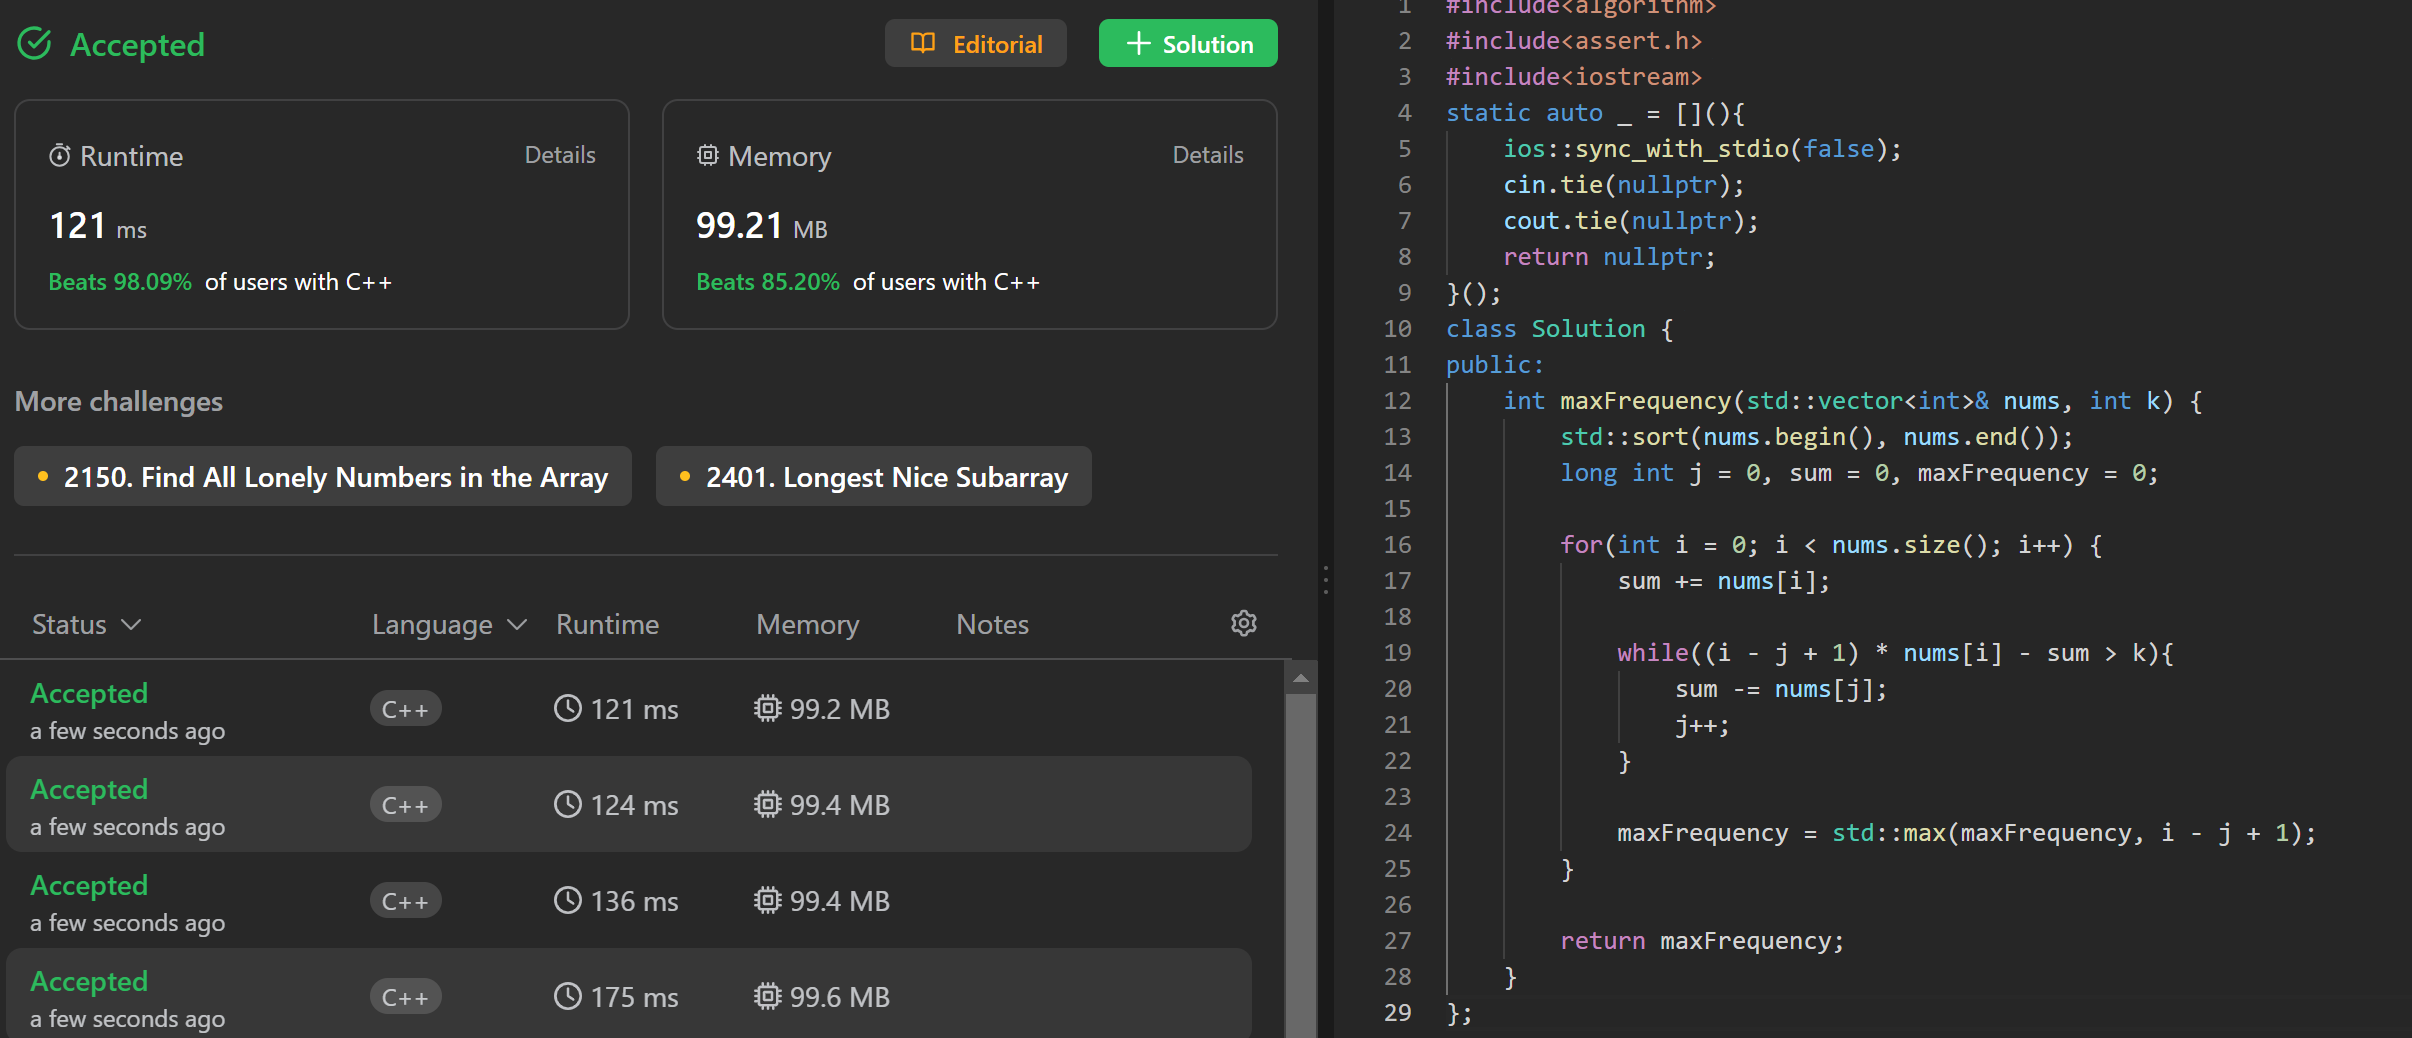 Accepted
Editorial
+ Solution
Runtime
Details
121 ms
Beats 98.09% of users with C++
Memory
Details
99.21 MB
Beats 85.20% of users with C++
More challenges
2150. Find All Lonely Numbers in the Array
2401. Longest Nice Subarray
Status Language Runtime Memory Notes
Accepted
a few seconds ago
C++
121 ms
99.2 MB
Accepted
a few seconds ago
C++
124 ms
99.4 MB
Accepted
a few seconds ago
C++
136 ms
99.4 MB
Accepted
a few seconds ago
C++
175 ms
99.6 MB
1 #include<algorithm>
2 #include<assert.h>
3 #include<iostream>
4 static auto _ = [](){
5 ios::sync_with_stdio(false);
6 cin.tie(nullptr);
7 cout.tie(nullptr);
8 return nullptr;
9 }();
10 class Solution {
11 public:
12 int maxFrequency(std::vector<int>& nums, int k) {
13 std::sort(nums.begin(), nums.end());
14 long int j = 0, sum = 0, maxFrequency = 0;
15
16 for(int i = 0; i < nums.size(); i++) {
17 sum += nums[i];
18
19 while((i - j + 1) * nums[i] - sum > k){
20 sum -= nums[j];
21 j++;
22 }
23
24 maxFrequency = std::max(maxFrequency, i - j + 1);
25 }
26
27 return maxFrequency;
28 }
29 };